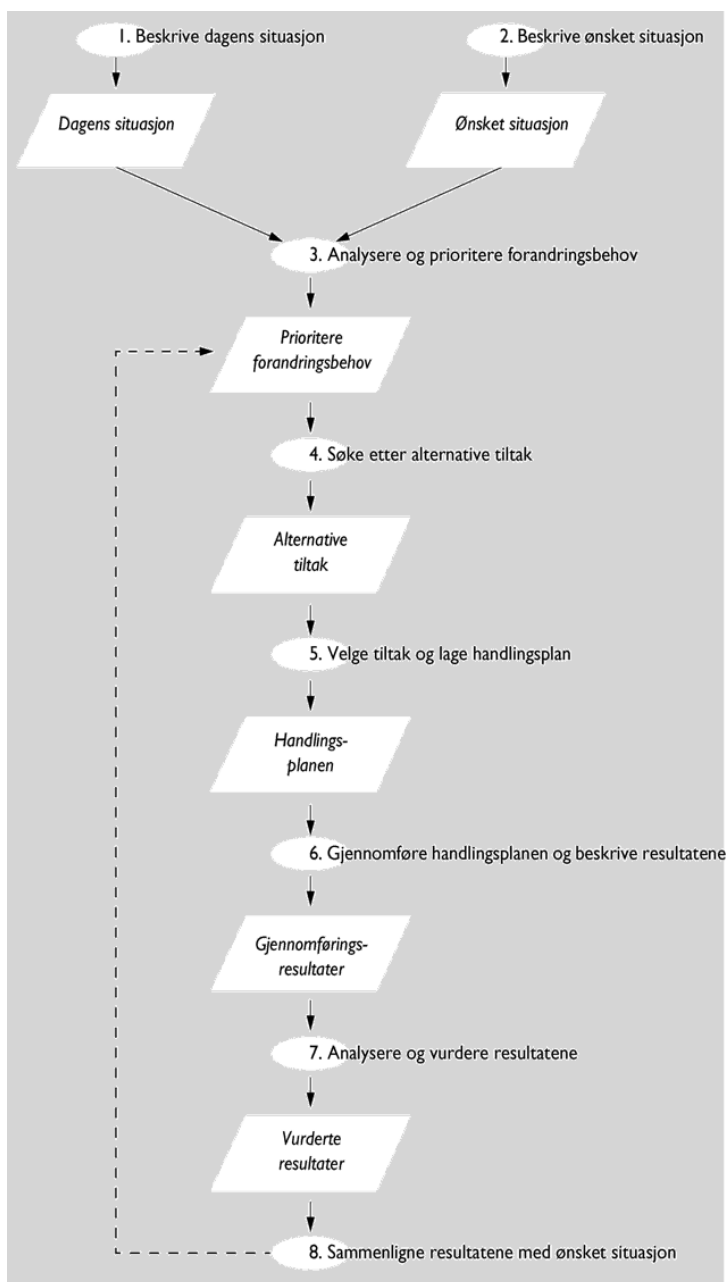 1. Beskrive dagens situasjon
2. Beskrive ønsket situasjon
Dagens situasjon
Ønsket situasjon
3. Analysere og prioritere forandringsbehov
Prioritere
forandringsbehov
4. Søke etter alternative tiltak
Alternative
tiltak
5. Velge tiltak og lage handlingsplan
Handlings-
planen
6. Gjennomføre handlingsplanen og beskrive resultatene
Gjennomførings-
resultater
7. Analysere og vurdere resultatene
Vurderte
resultater
8. Sammenligne resultatene med ønsket situasjon